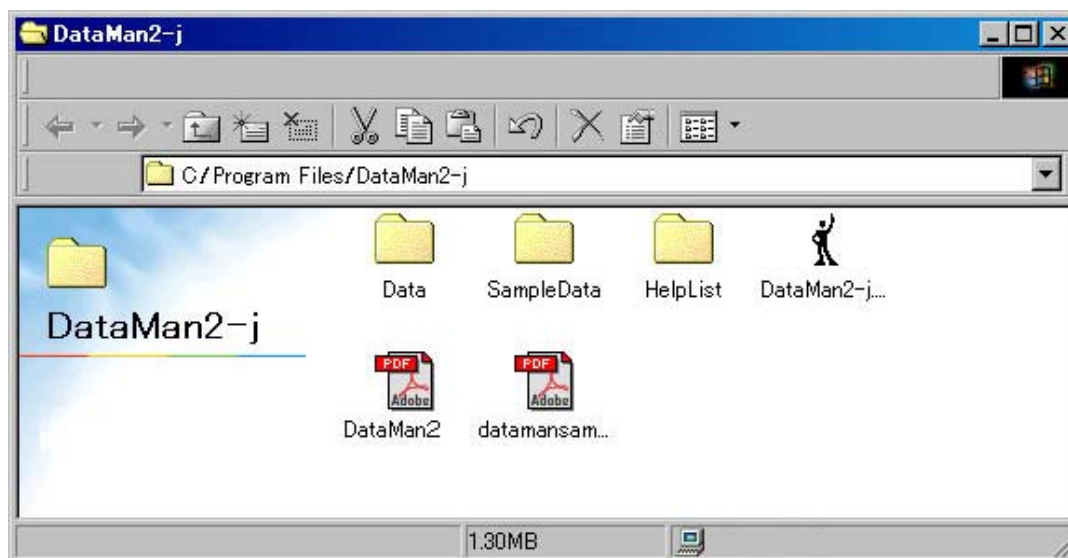 DataMan2-j
C/Program Files/DataMan2-j
DataMan2-j
Data SampleData HelpList DataMan2-j....
PDF PDF
Adobe Adobe
DataMan2 datamansam...
1.30MB